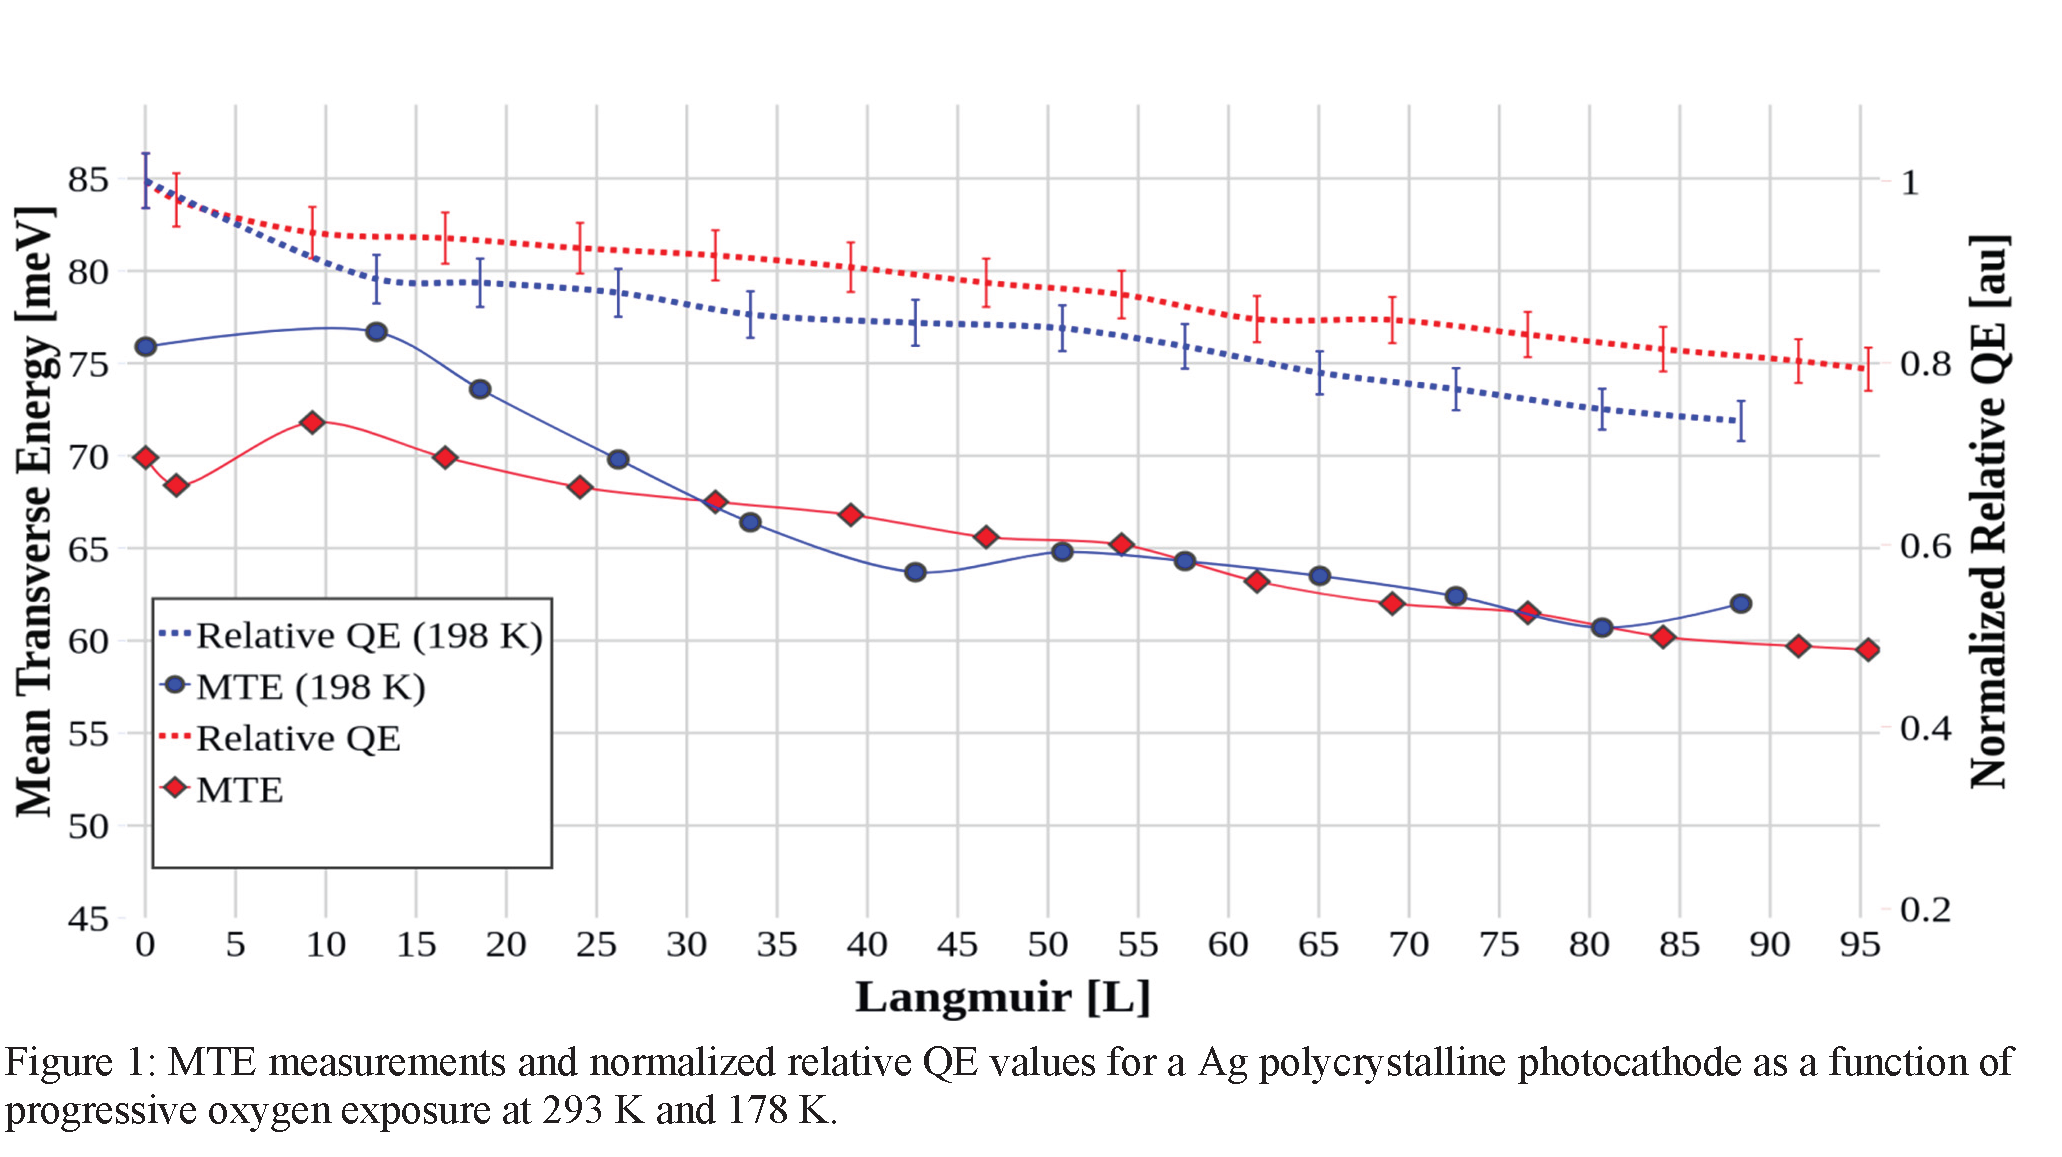 Mean Transverse Energy [meV]
85
80
75
70
65
60
55
50
45
Relative QE (198 K)
MTE (198 K)
Relative QE
MTE
1
0.8
0.6
0.4
0.2
Normalized Relative QE [au]
0 5 10 15 20 25 30 35 40 45 50 55 60 65 70 75 80 85 90 95
Langmuir [L]
Figure 1: MTE measurements and normalized relative QE values for a Ag polycrystalline photocathode as a function of
progressive oxygen exposure at 293 K and 178 K.